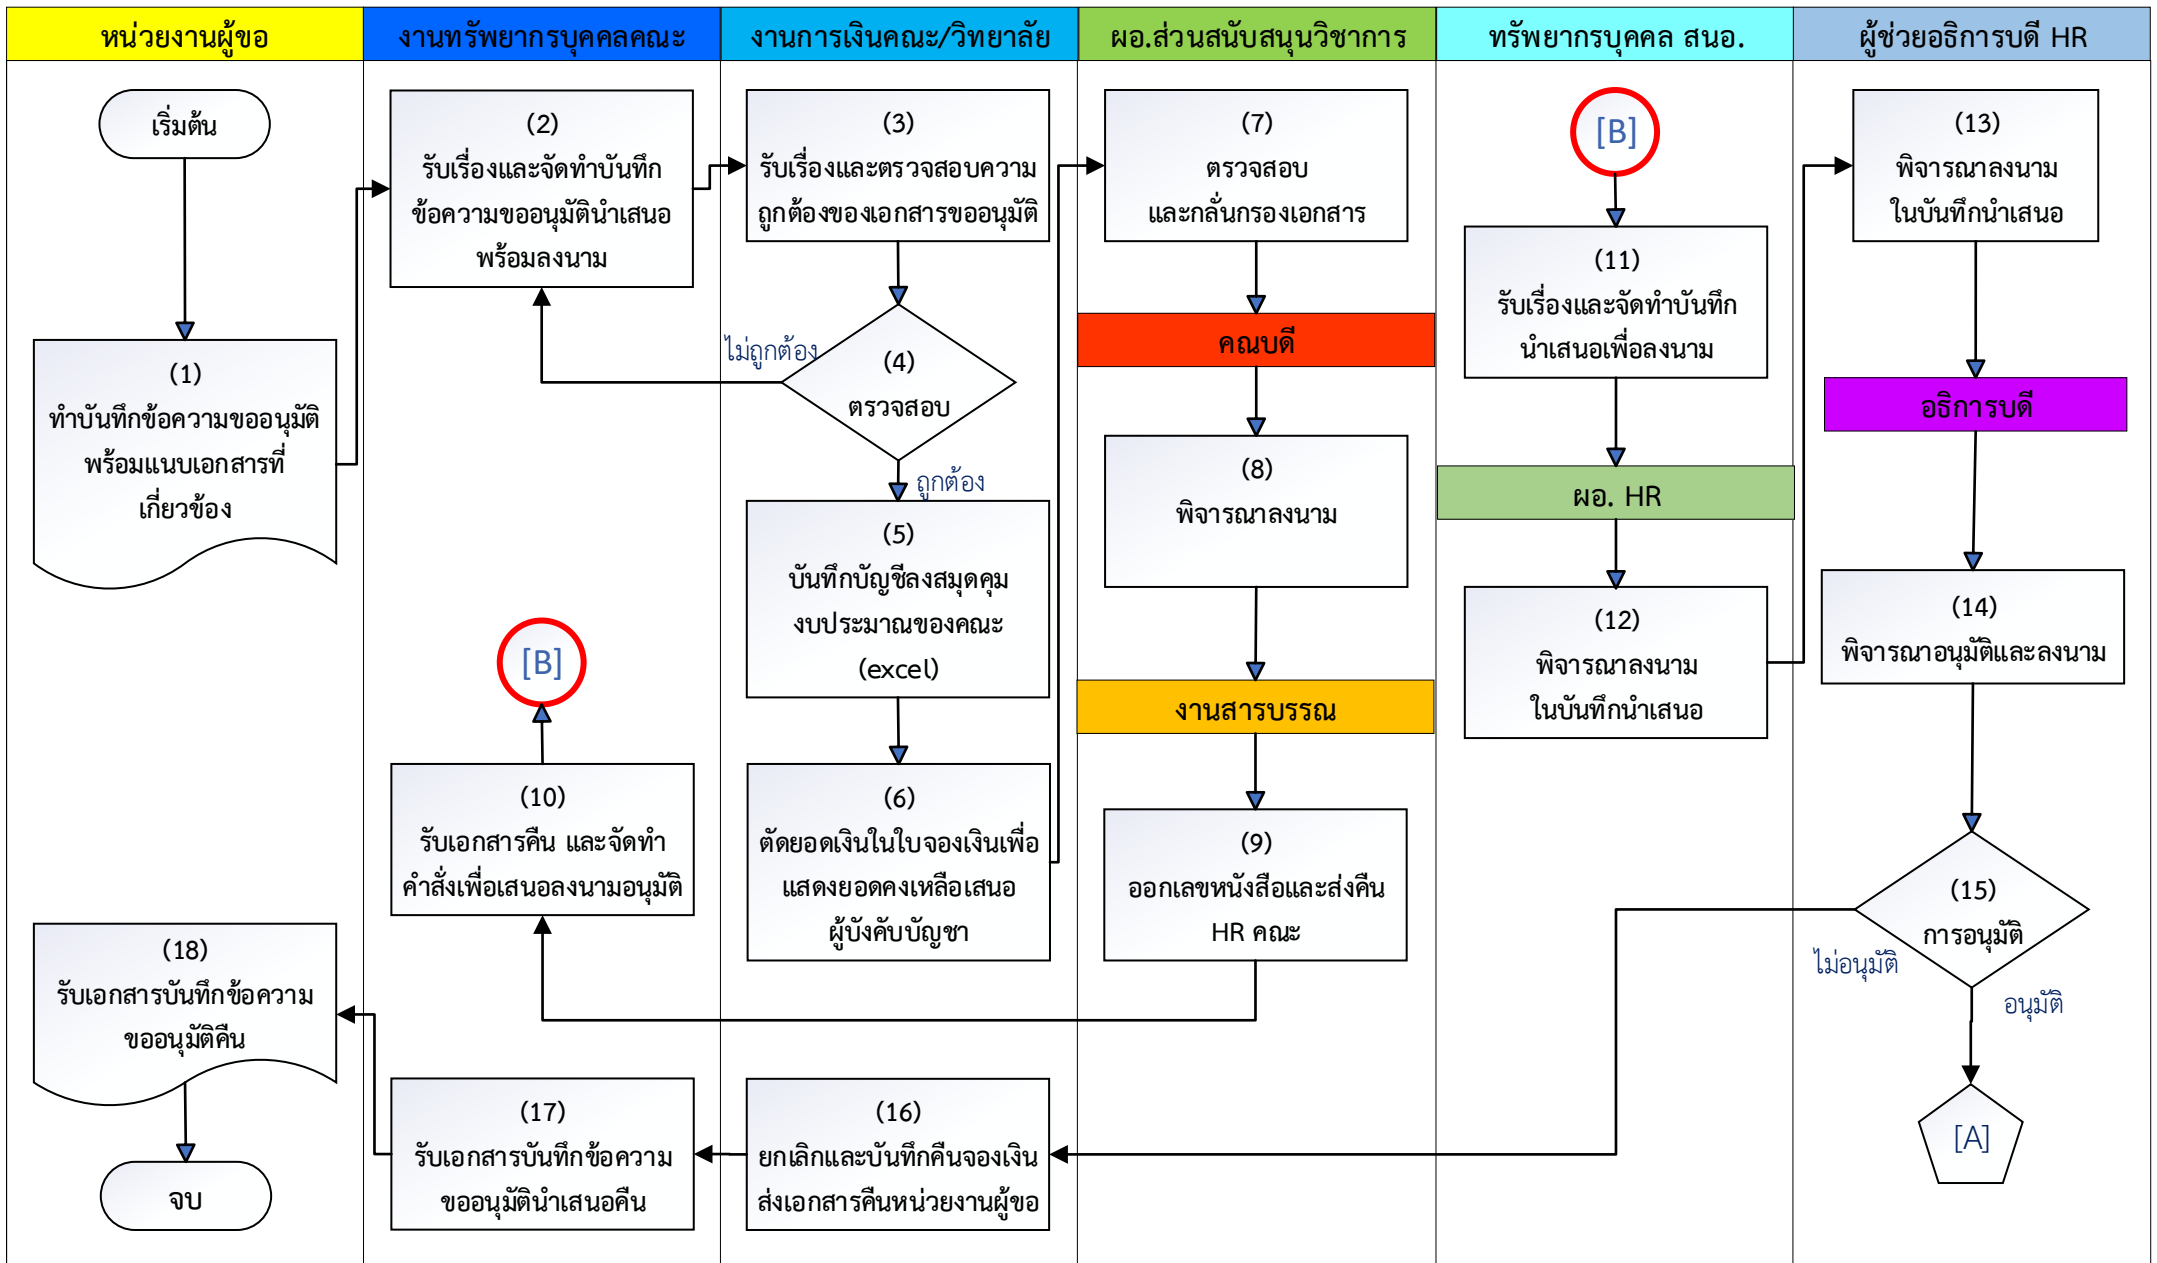 หน่วยงานผู้ขอ
งานทรัพยากรบุคคลคณะ
งานการเงินคณะ/วิทยาลัย
ผอ.ส่วนสนับสนุนวิชาการ
ทรัพยากรบุคคล สนอ.
ผู้ช่วยอธิการบดี HR
เริ่มต้น
(1)
ทำบันทึกข้อความขออนุมัติ
พร้อมแนบเอกสารที่
เกี่ยวข้อง
(2)
รับเรื่องและจัดทำบันทึก
ข้อความขออนุมัตินำเสนอ
พร้อมลงนาม
(3)
รับเรื่องและตรวจสอบความ
ถูกต้องของเอกสารขออนุมัติ
ไม่ถูกต้อง
(4)
ตรวจสอบ
ถูกต้อง
(5)
บันทึกบัญชีลงสมุดคุม
งบประมาณของคณะ
(excel)
(6)
ตัดยอดเงินในใบจองเงินเพื่อ
แสดงยอดคงเหลือเสนอ
ผู้บังคับบัญชา
(7)
ตรวจสอบ
และกลั่นกรองเอกสาร
คณบดี
(8)
พิจารณาลงนาม
งานสารบรรณ
(9)
ออกเลขหนังสือและส่งคืน
HR คณะ
(10)
รับเอกสารคืน และจัดทำ
คำสั่งเพื่อเสนอลงนามอนุมัติ
[B]
[B]
(11)
รับเรื่องและจัดทำบันทึก
นำเสนอเพื่อลงนาม
ผอ. HR
(12)
พิจารณาลงนาม
ในบันทึกนำเสนอ
(13)
พิจารณาลงนาม
ในบันทึกนำเสนอ
อธิการบดี
(14)
พิจารณาอนุมัติและลงนาม
(15)
การอนุมัติ
ไม่อนุมัติ
อนุมัติ
[A]
(16)
ยกเลิกและบันทึกคืนจองเงิน
ส่งเอกสารคืนหน่วยงานผู้ขอ
(17)
รับเอกสารบันทึกข้อความ
ขออนุมัตินำเสนอคืน
(18)
รับเอกสารบันทึกข้อความ
ขออนุมัติคืน
จบ